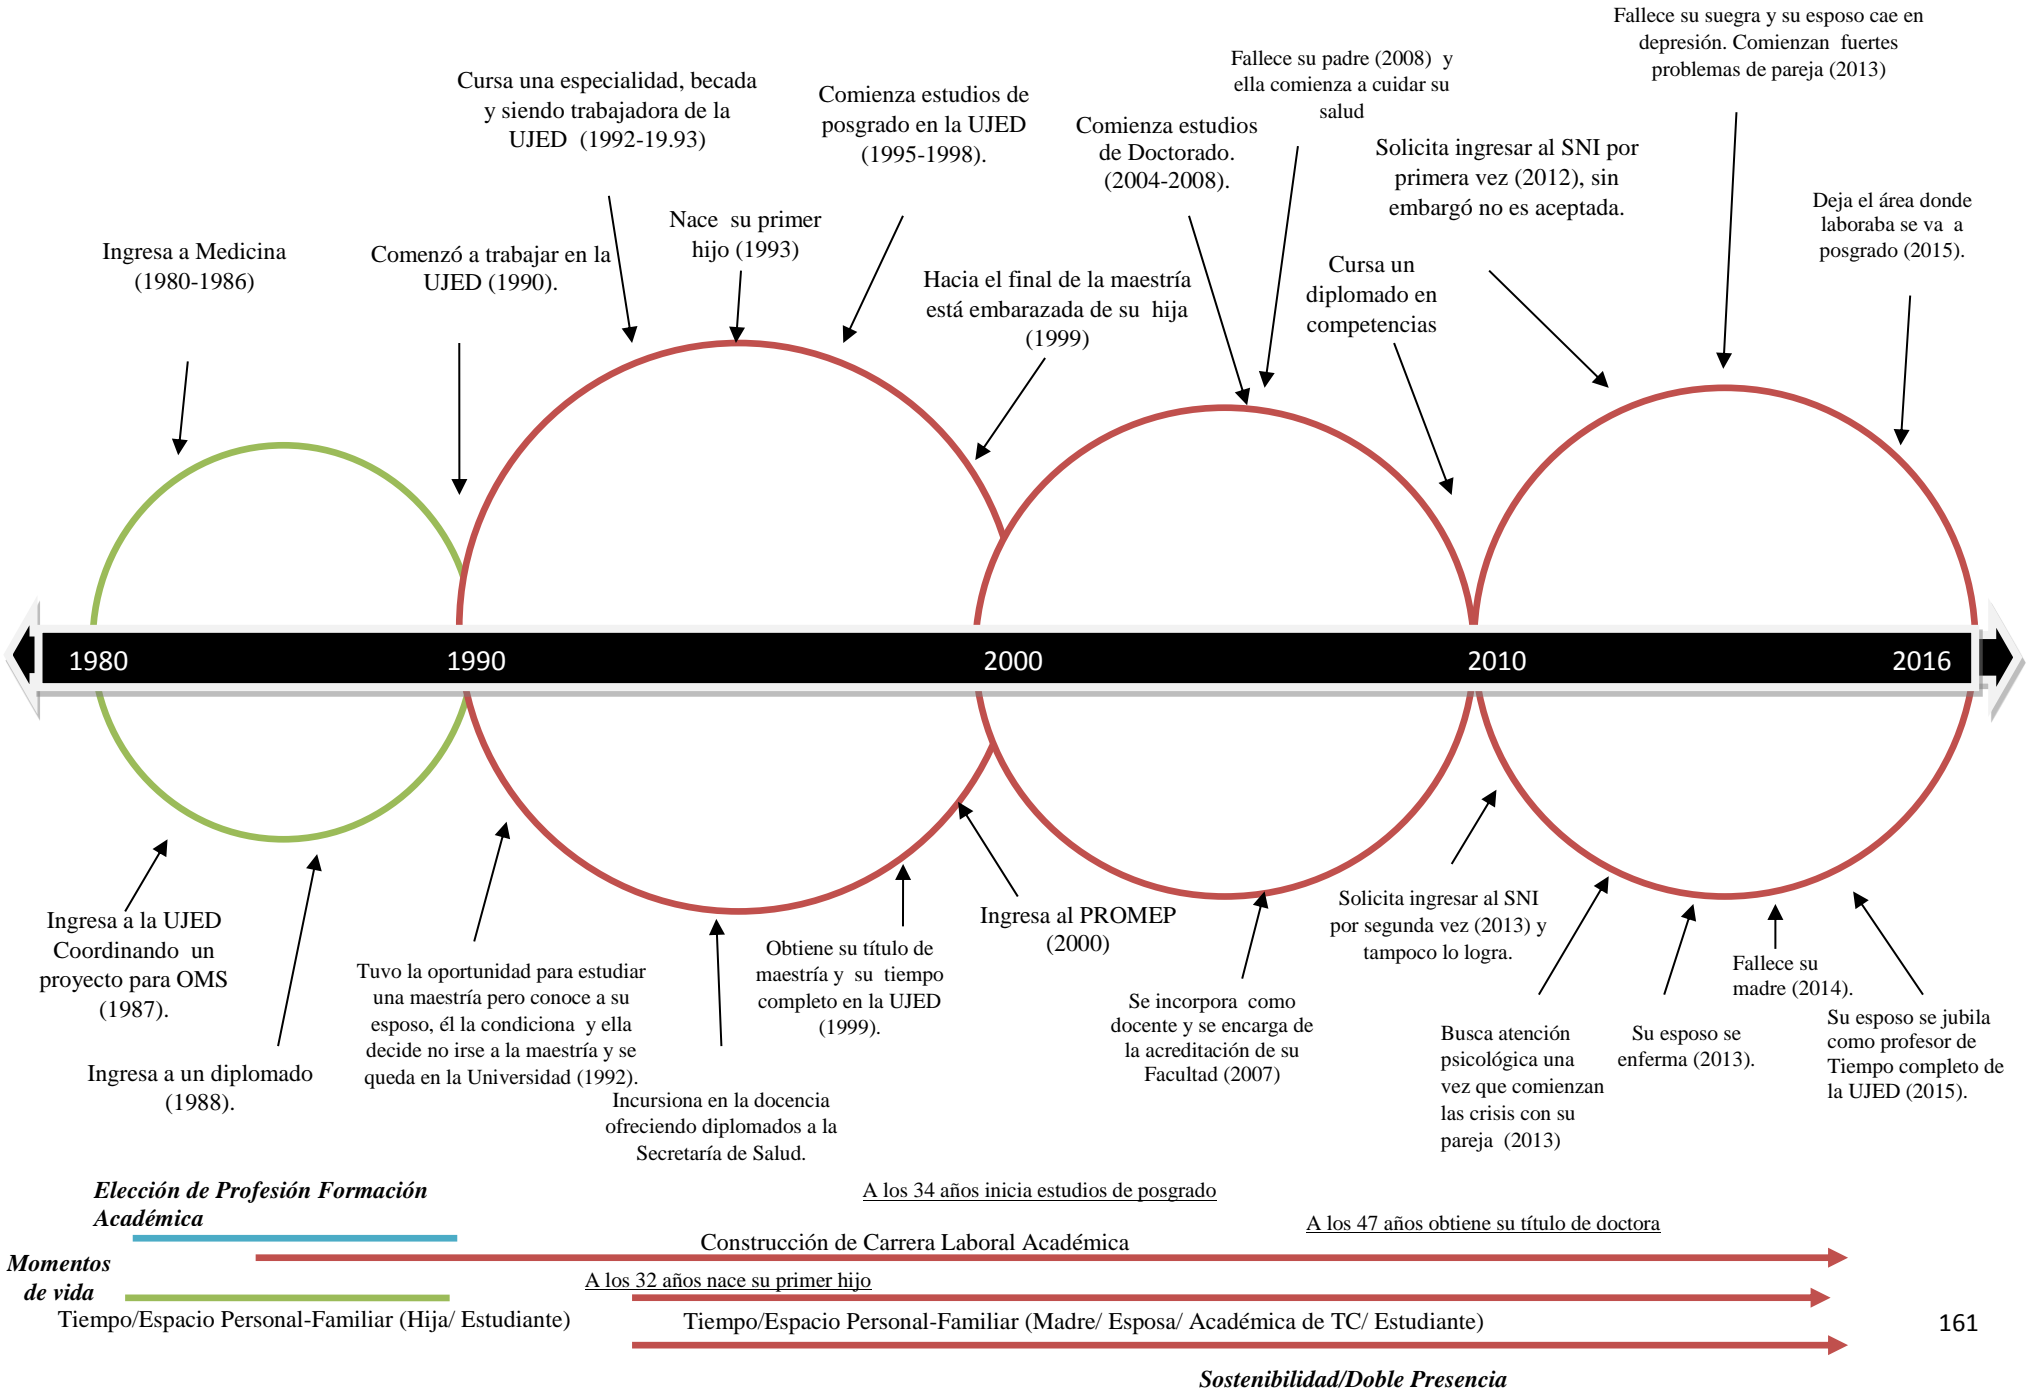 Fallece su suegra y su esposo cae en
depresión. Comienzan fuertes
problemas de pareja (2013)
Fallece su padre (2008) y
ella comienza a cuidar su
salud
Cursa una especialidad, becada
y siendo trabajadora de la
UJED (1992-19.93)
Comienza estudios de
posgrado en la UJED
(1995-1998).
Comienza estudios
de Doctorado.
(2004-2008).
Solicita ingresar al SNI por
primera vez (2012), sin
embargó no es aceptada.
Deja el área donde
laboraba se va a
posgrado (2015).
Nace su primer
hijo (1993)
Ingresa a Medicina
(1980-1986)
Comenzó a trabajar en la
UJED (1990).
Hacia el final de la maestría
está embarazada de su hija
(1999)
Cursa un
diplomado en
competencias
1980
1990
2000
2010
2016
Ingresa a la UJED
Coordinando un
proyecto para OMS
(1987).
Ingresa a un diplomado
(1988).
Tuvo la oportunidad para estudiar
una maestría pero conoce a su
esposo, él la condiciona y ella
decide no irse a la maestría y se
queda en la Universidad (1992).
Incursiona en la docencia
ofreciendo diplomados a la
Secretaría de Salud.
Obtiene su título de
maestría y su tiempo
completo en la UJED
(1999).
Ingresa al PROMEP
(2000)
Se incorpora como
docente y se encarga de
la acreditación de su
Facultad (2007)
Solicita ingresar al SNI
por segunda vez (2013) y
tampoco lo logra.
Busca atención
psicológica una
vez que comienzan
las crisis con su
pareja (2013)
Su esposo se
enferma (2013).
Fallece su
madre (2014).
Su esposo se jubila
como profesor de
Tiempo completo de
la UJED (2015).
Elección de Profesión Formación
Académica
A los 34 años inicia estudios de posgrado
A los 47 años obtiene su título de doctora
Construcción de Carrera Laboral Académica
Momentos
de vida
A los 32 años nace su primer hijo
Tiempo/Espacio Personal-Familiar (Hija/ Estudiante)
Tiempo/Espacio Personal-Familiar (Madre/ Esposa/ Académica de TC/ Estudiante)
161
Sostenibilidad/Doble Presencia